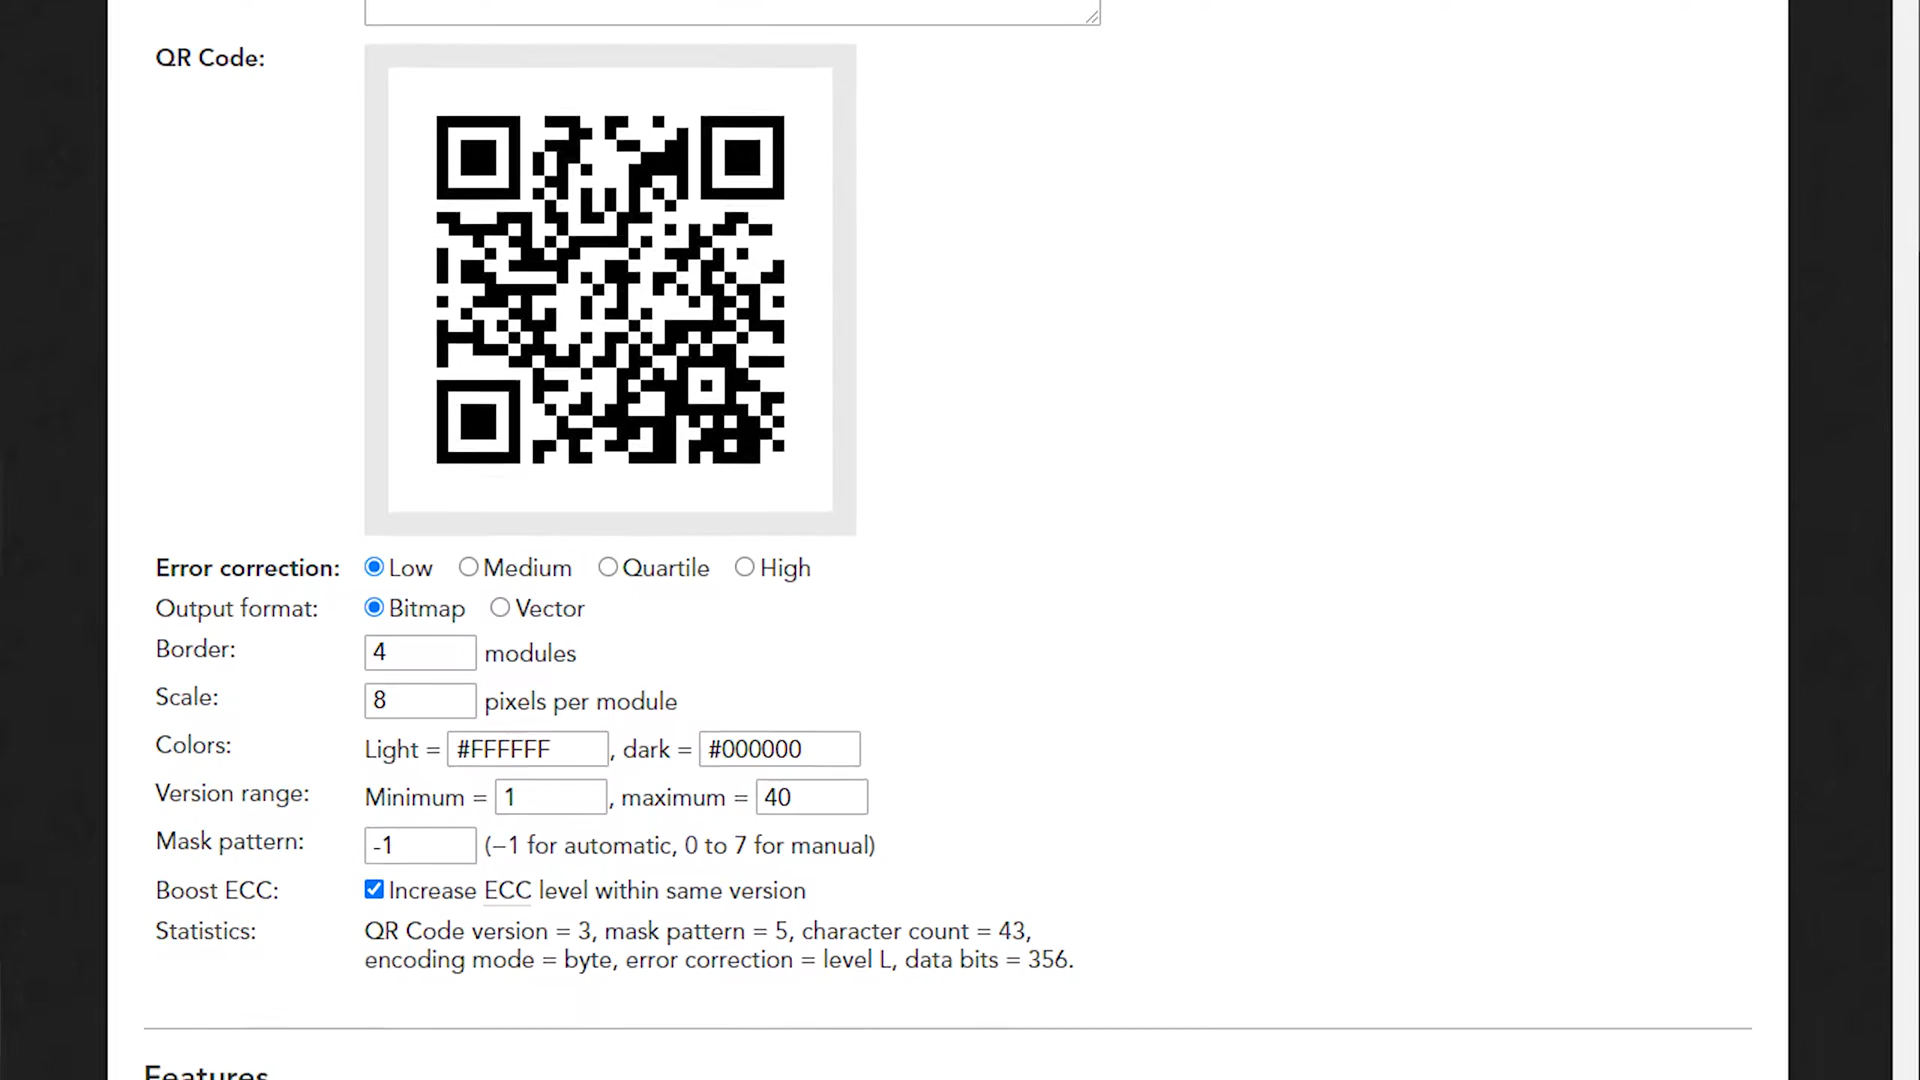 QR Code:
Error correction: Low Medium Quartile High
Output format: Bitmap Vector
Border: 4 modules
Scale: 8 pixels per module
Colors: Light = #FFFFFF , dark = #000000
Version range: Minimum = 1 , maximum = 40
Mask pattern: -1 (−1 for automatic, 0 to 7 for manual)
Boost ECC: Increase ECC level within same version
Statistics: QR Code version = 3, mask pattern = 5, character count = 43,
encoding mode = byte, error correction = level L, data bits = 356.
Features